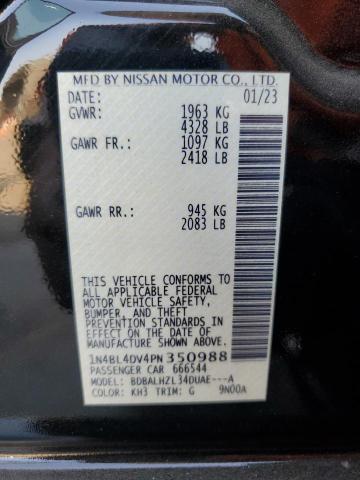 MFD BY NISSAN MOTOR CO., LTD.
DATE: 01/23
GVWR: 1963 KG
4328 LB
GAWR FR.: 1097 KG
2418 LB
GAWR RR.: 945 KG
2083 LB
THIS VEHICLE CONFORMS TO
ALL APPLICABLE FEDERAL
MOTOR VEHICLE SAFETY,
BUMPER, AND THEFT
PREVENTION STANDARDS
IN EFFECT ON THE DATE OF
MANUFACTURE SHOWN ABOVE.
1N4BL4DV4PN350988
PASSENGER CAR 666544
MODEL: BDBALHZL34DUAE---A
COLOR: KH3 TRIM: G 9N00A